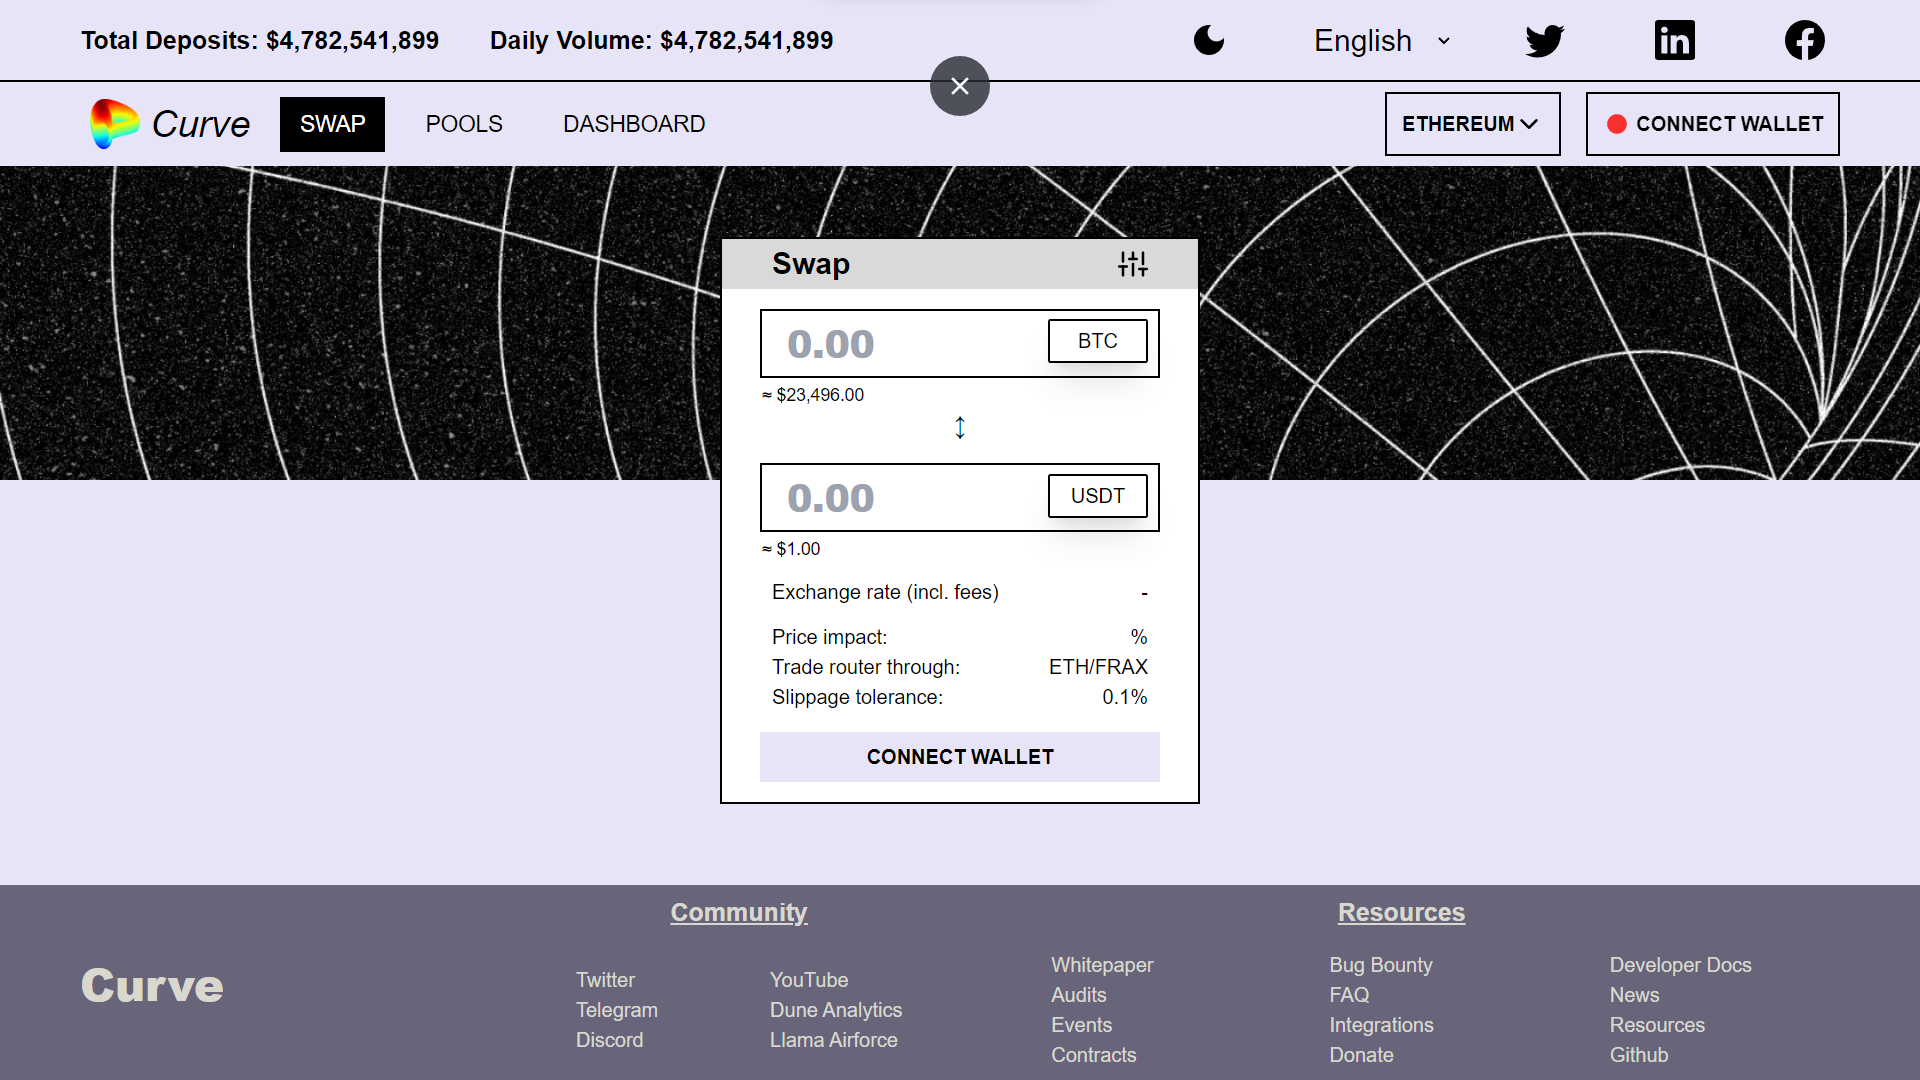 Total Deposits: $4,782,541,899 Daily Volume: $4,782,541,899 English
Curve SWAP POOLS DASHBOARD ETHEREUM CONNECT WALLET
Swap
0.00 BTC
≈ $23,496.00
0.00 USDT
≈ $1.00
Exchange rate (incl. fees) -
Price impact: %
Trade router through: ETH/FRAX
Slippage tolerance: 0.1%
CONNECT WALLET
Curve
Community
Twitter
Telegram
Discord
YouTube
Dune Analytics
Llama Airforce
Resources
Whitepaper
Audits
Events
Contracts
Bug Bounty
FAQ
Integrations
Donate
Developer Docs
News
Resources
Github